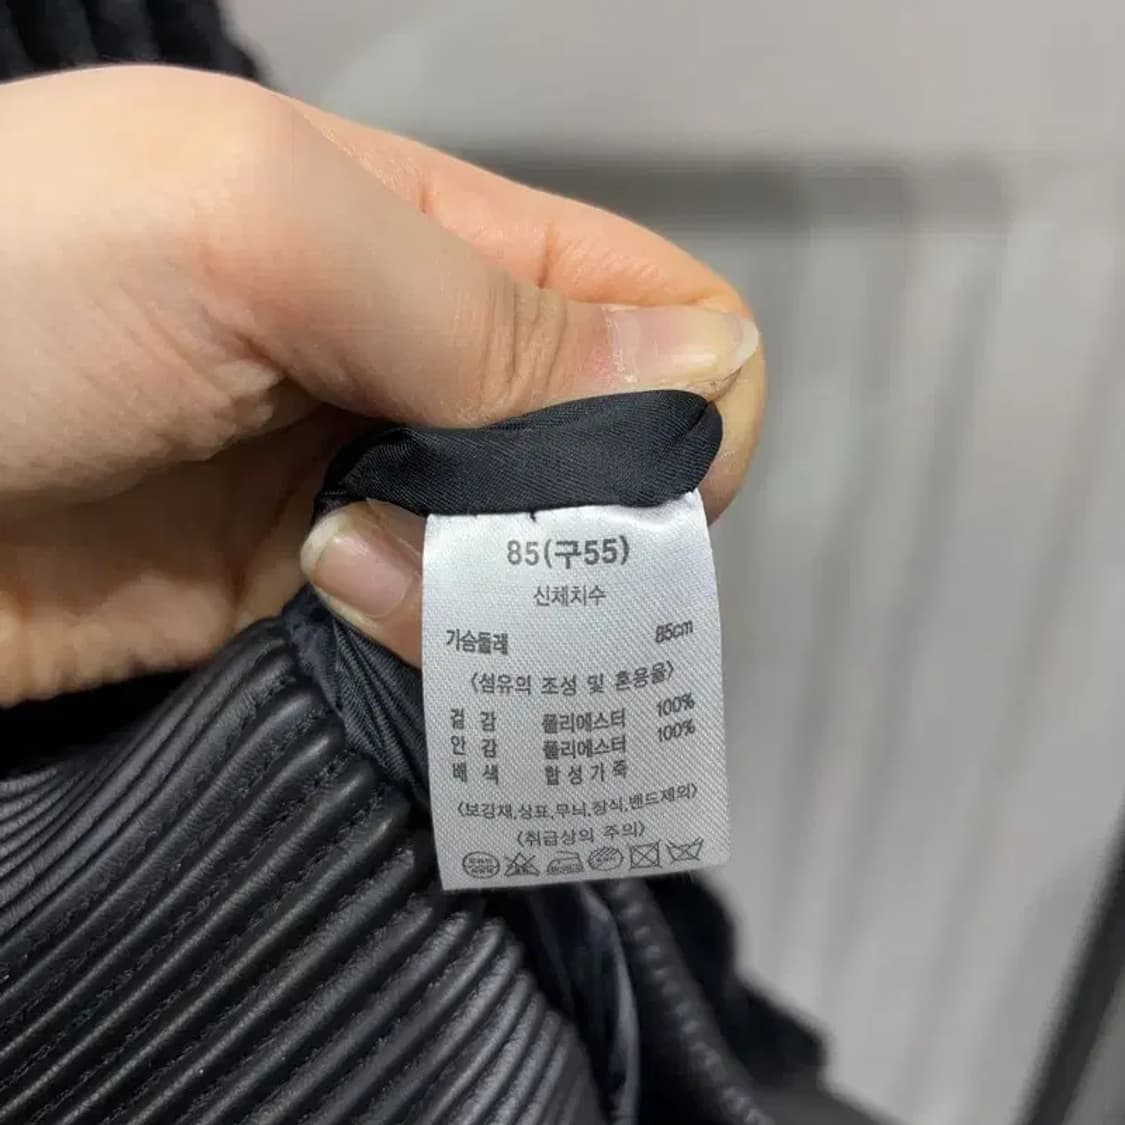 85(구55)
신체치수
가슴둘레 85cm
<섬유의 조성 및 혼용율>
겉 감 폴리에스터 100%
안 감 폴리에스터 100%
배 색 합성가죽
<보강재,상표,무늬,장식,밴드제외>
<취급상의 주의>